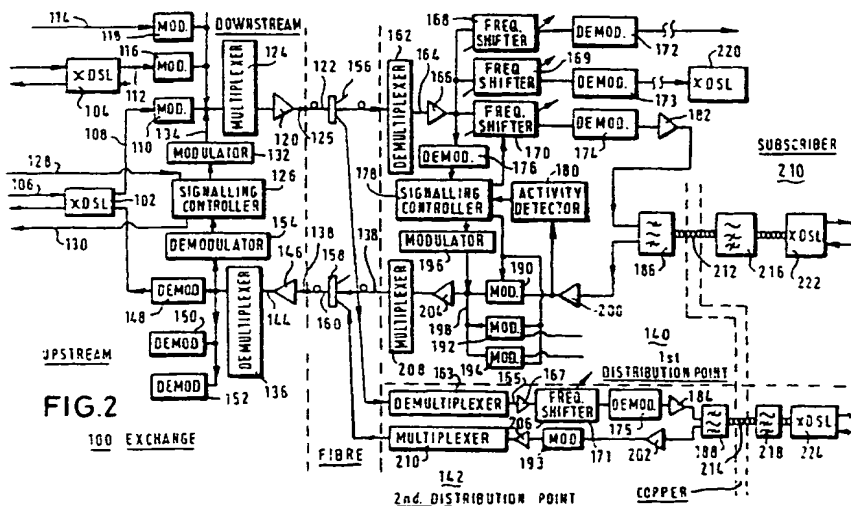 DOWNSTREAM
114
MOD.
118
116
MOD.
112
XDSL
104
108
MOD.
110
134
124
MULTIPLEXER
120
125
122
156
MODULATOR
132
128
106
XDSL
102
SIGNALLING
CONTROLLER
126
130
DEMODULATOR
154
DEMOD.
148
150
DEMOD
DEMOD.
152
DEMULTIPLEXER
136
144
146
138
158
160
138
UPSTREAM
FIG.2
100 EXCHANGE
FIBRE
162
DEMULTIPLEXER
164
166
168
FREQ.
SHIFTER
DEMOD.
172
169
FREQ
SHIFTER
DEMOD.
173
220
XDSL
FREQ.
SHIFTER
170
DEMOD.
174
182
DEMOD.
176
178
SIGNALLING
CONTROLLER
180
ACTIVITY
DETECTOR
MODULATOR
196
SUBSCRIBER
210
186
212
216
XDSL
222
190
MOD.
200
204
198
192
MOD.
194
MOD.
MULTIPLEXER
208
140
1st
DISTRIBUTION POINT
163
165
167
DEMULTIPLEXER
FREQ.
SHIFTER
206
171
DEMOD.
175
184
MULTIPLEXER
210
MOD
193
202
188
214
218
XDSL
224
142
2nd. DISTRIBUTION POINT
COPPER